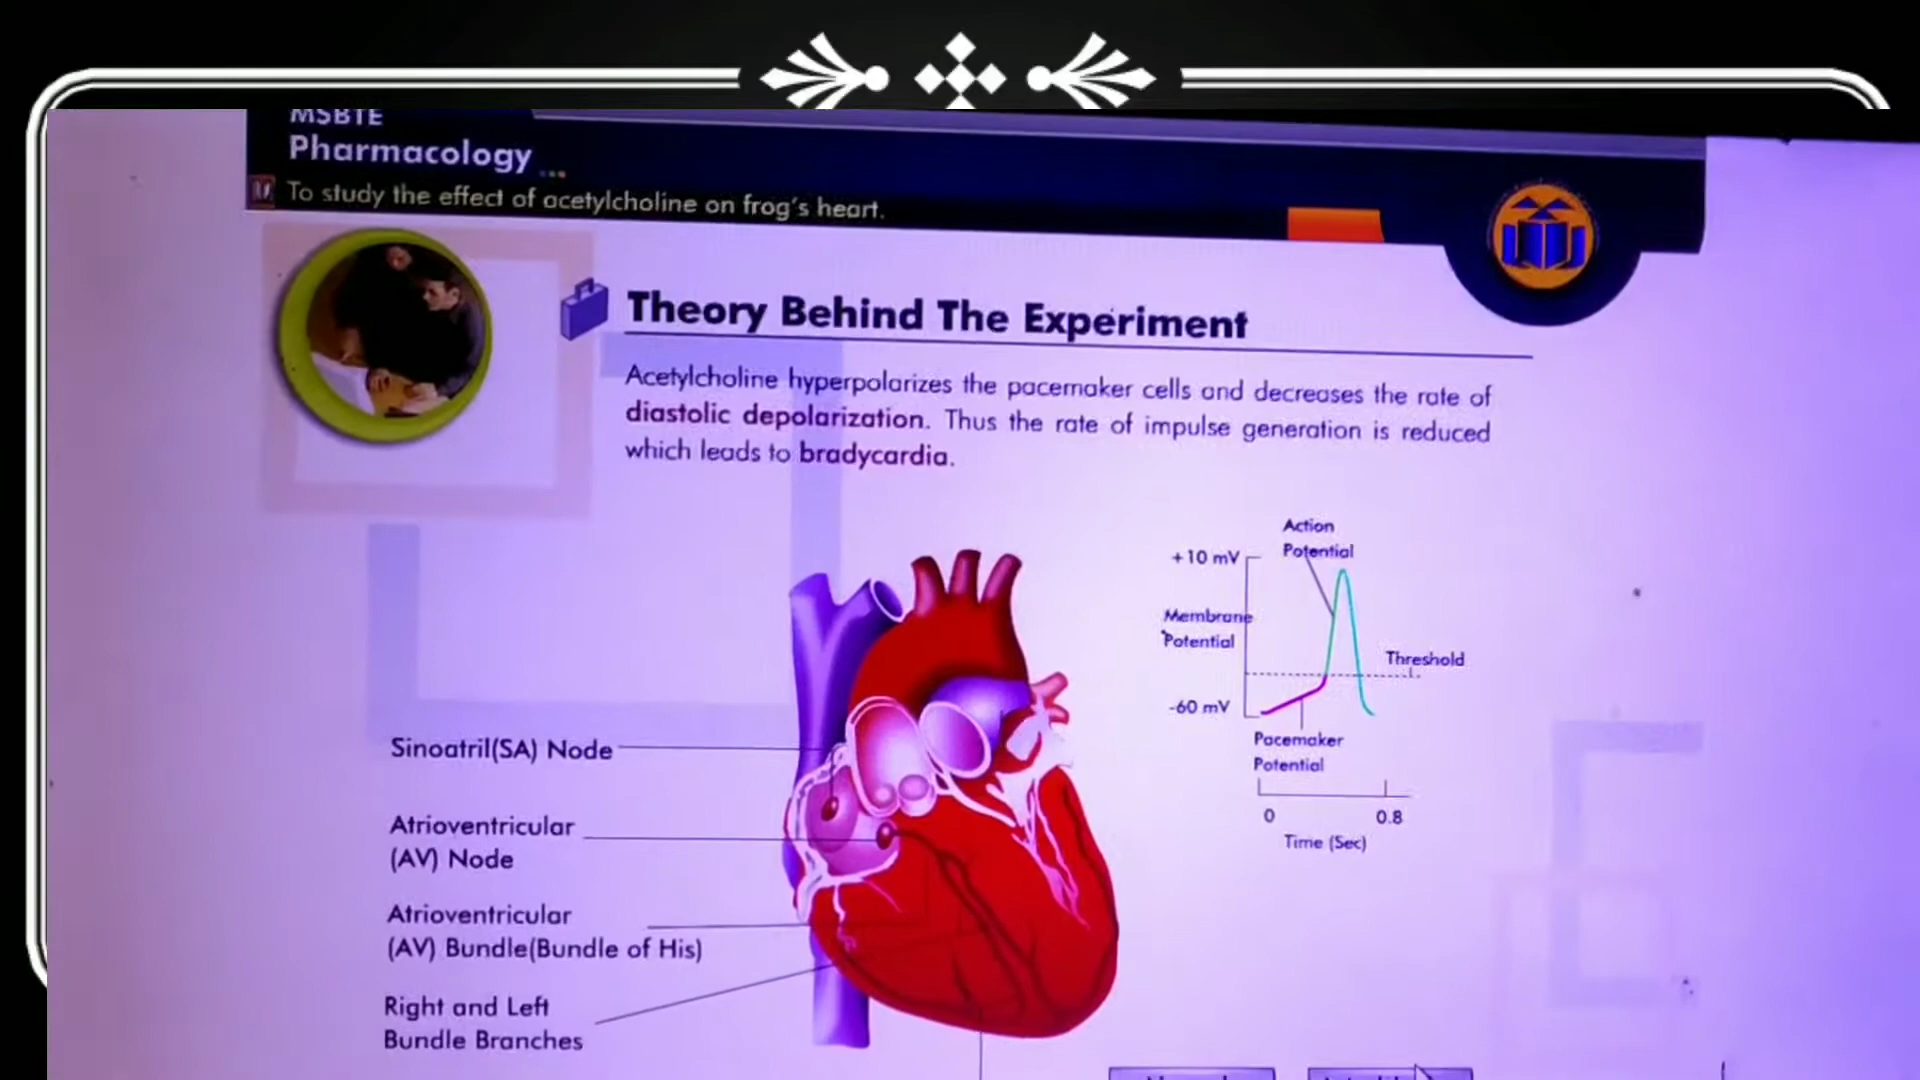 MSBTE
Pharmacology ...
To study the effect of acetylcholine on frog's heart.
Theory Behind The Experiment
Acetylcholine hyperpolarizes the pacemaker cells and decreases the rate of
diastolic depolarization. Thus the rate of impulse generation is reduced
which leads to bradycardia.
Action
Potential
+10 mV
Membrane
Potential
Threshold
-60 mV
Pacemaker
Potential
0
0.8
Time (Sec)
Sinoatril(SA) Node
Atrioventricular
(AV) Node
Atrioventricular
(AV) Bundle(Bundle of His)
Right and Left
Bundle Branches